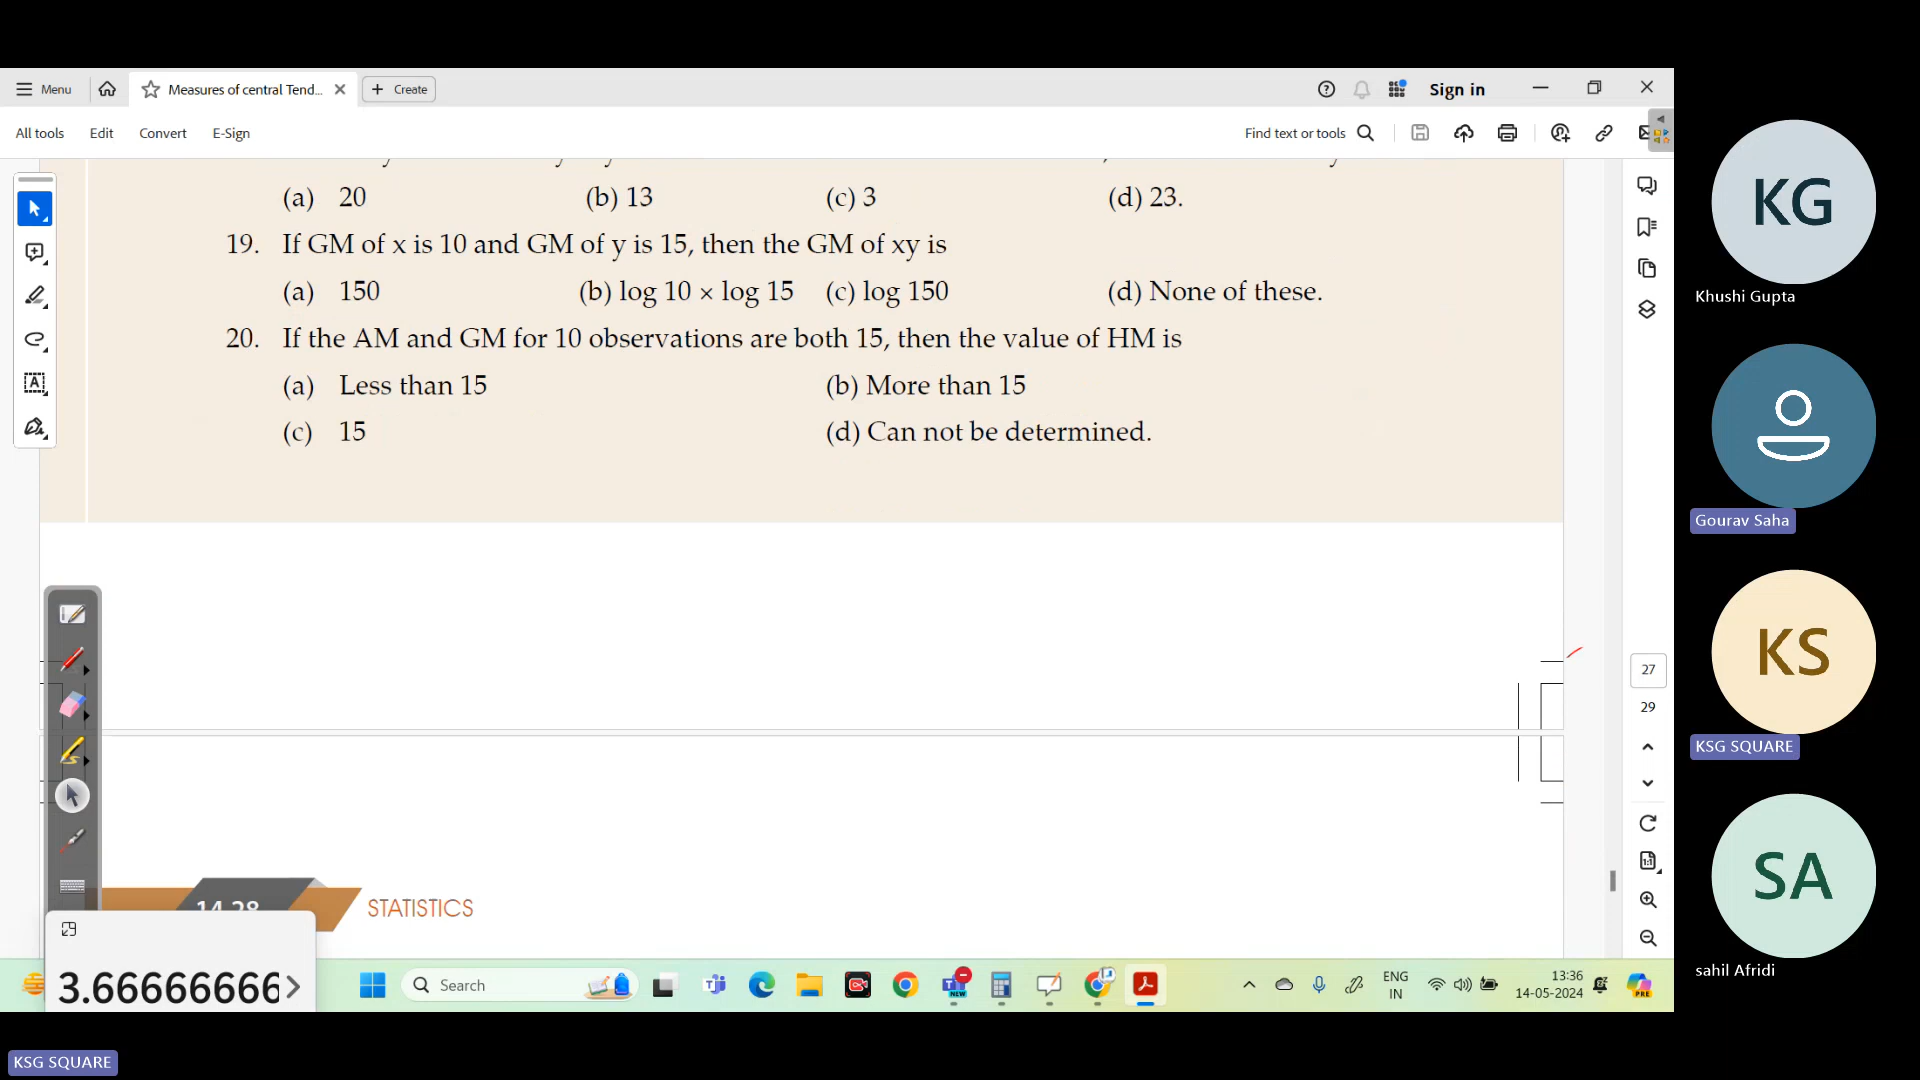 Menu
Measures of central Tend...
Create
Sign in
All tools
Edit
Convert
E-Sign
Find text or tools
(a) 20 (b) 13 (c) 3 (d) 23.
19. If GM of x is 10 and GM of y is 15, then the GM of xy is
(a) 150 (b) log 10 × log 15 (c) log 150 (d) None of these.
20. If the AM and GM for 10 observations are both 15, then the value of HM is
(a) Less than 15 (b) More than 15
(c) 15 (d) Can not be determined.
27
29
14.28
STATISTICS
3.66666666
Search
ENG
IN
13:36
14-05-2024
KG
Khushi Gupta
Gourav Saha
KS
KSG SQUARE
SA
sahil Afridi
KSG SQUARE